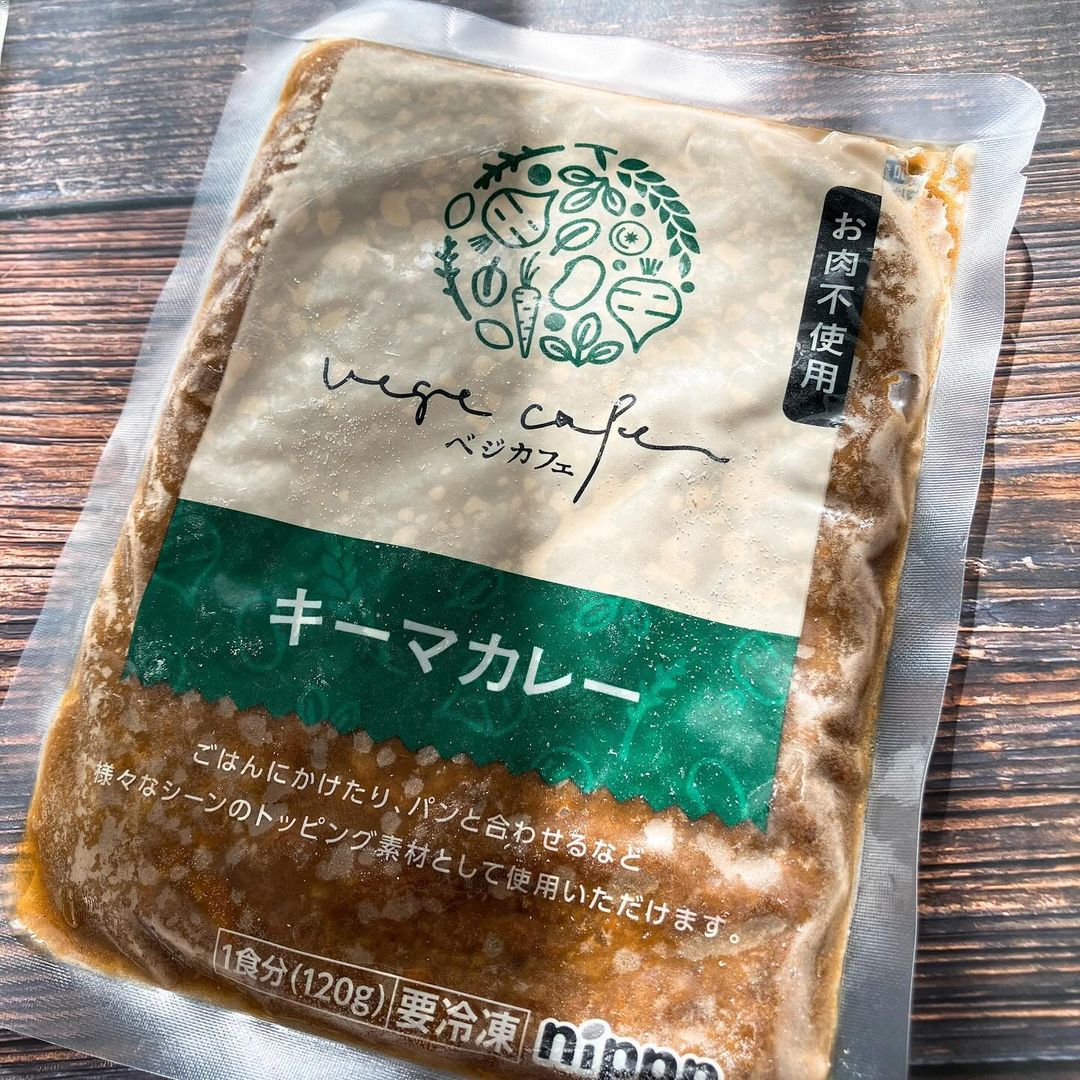 お肉不使用
vege cafe
ベジカフェ
キーマカレー
ごはんにかけたり、パンと合わせるなど
様々なシーンのトッピング素材として使用いただけます。
1食分(120g) 要冷凍 nippn